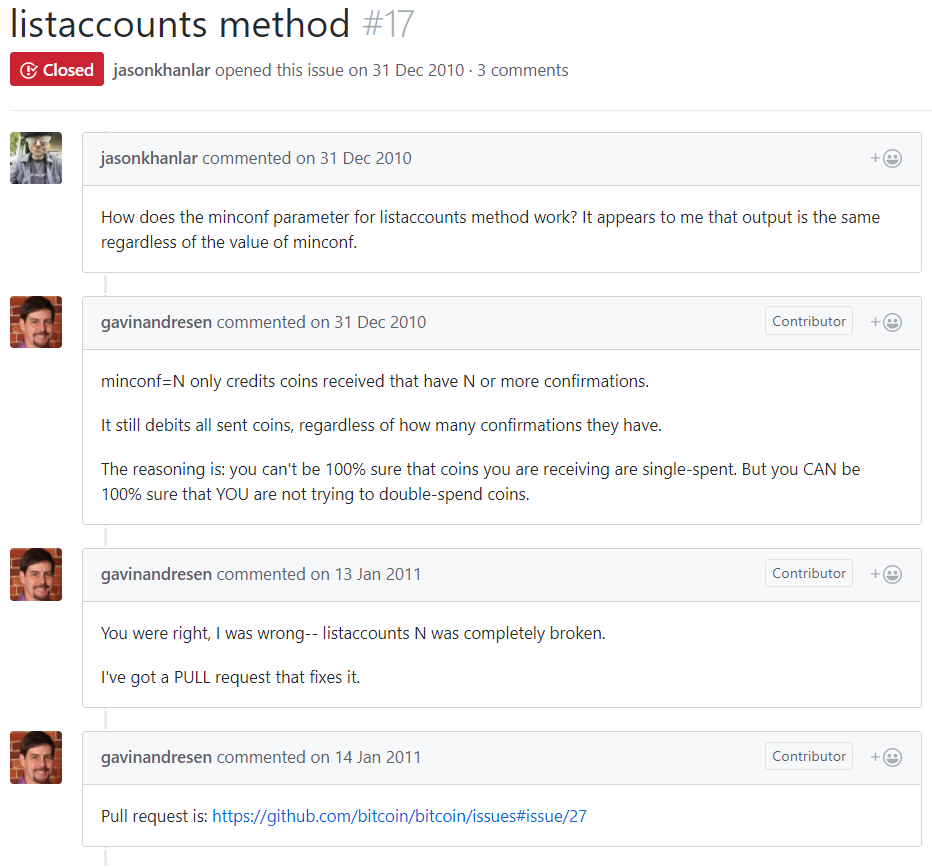 listaccounts method #17
Closed jasonkhanlar opened this issue on 31 Dec 2010 · 3 comments
jasonkhanlar commented on 31 Dec 2010
How does the minconf parameter for listaccounts method work? It appears to me that output is the same
regardless of the value of minconf.
gavinandresen commented on 31 Dec 2010 Contributor
minconf=N only credits coins received that have N or more confirmations.
It still debits all sent coins, regardless of how many confirmations they have.
The reasoning is: you can't be 100% sure that coins you are receiving are single-spent. But you CAN be
100% sure that YOU are not trying to double-spend coins.
gavinandresen commented on 13 Jan 2011 Contributor
You were right, I was wrong-- listaccounts N was completely broken.
I've got a PULL request that fixes it.
gavinandresen commented on 14 Jan 2011 Contributor
Pull request is: https://github.com/bitcoin/bitcoin/issues#issue/27